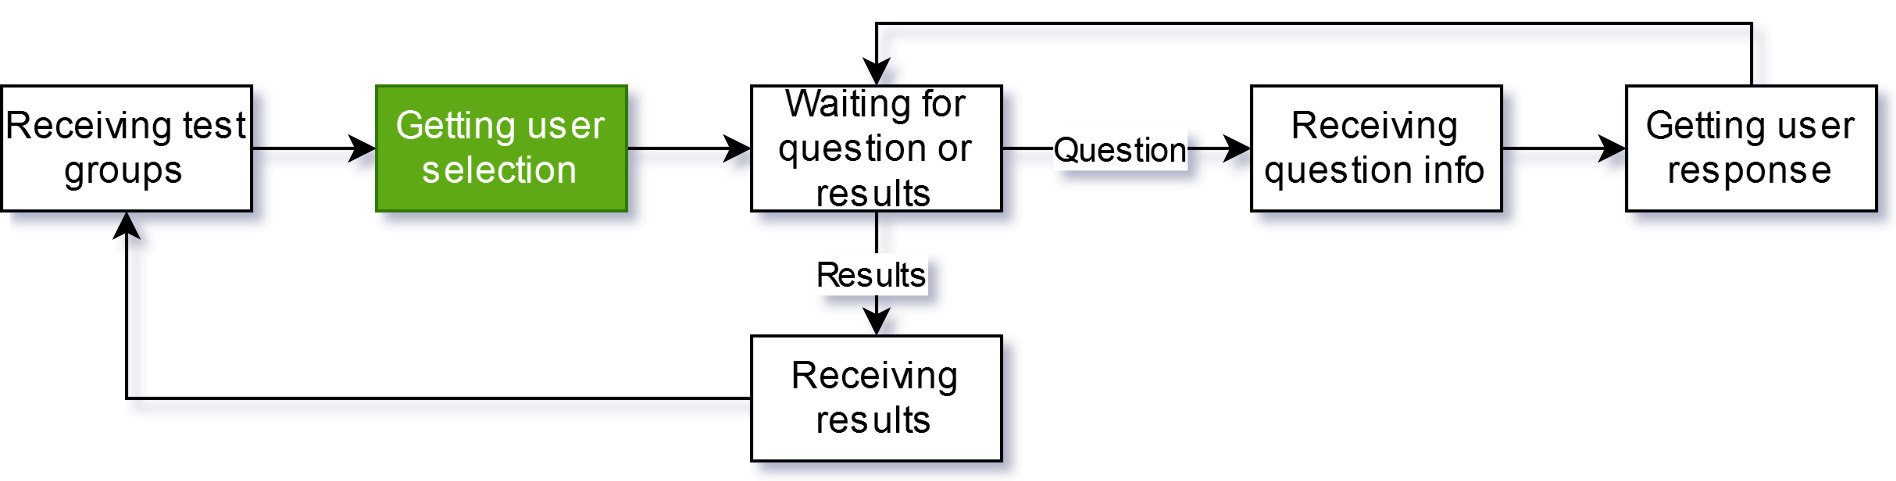 Receiving test
groups
Getting user
selection
Waiting for
question or
results
Question
Receiving
question info
Getting user
response
Results
Receiving
results